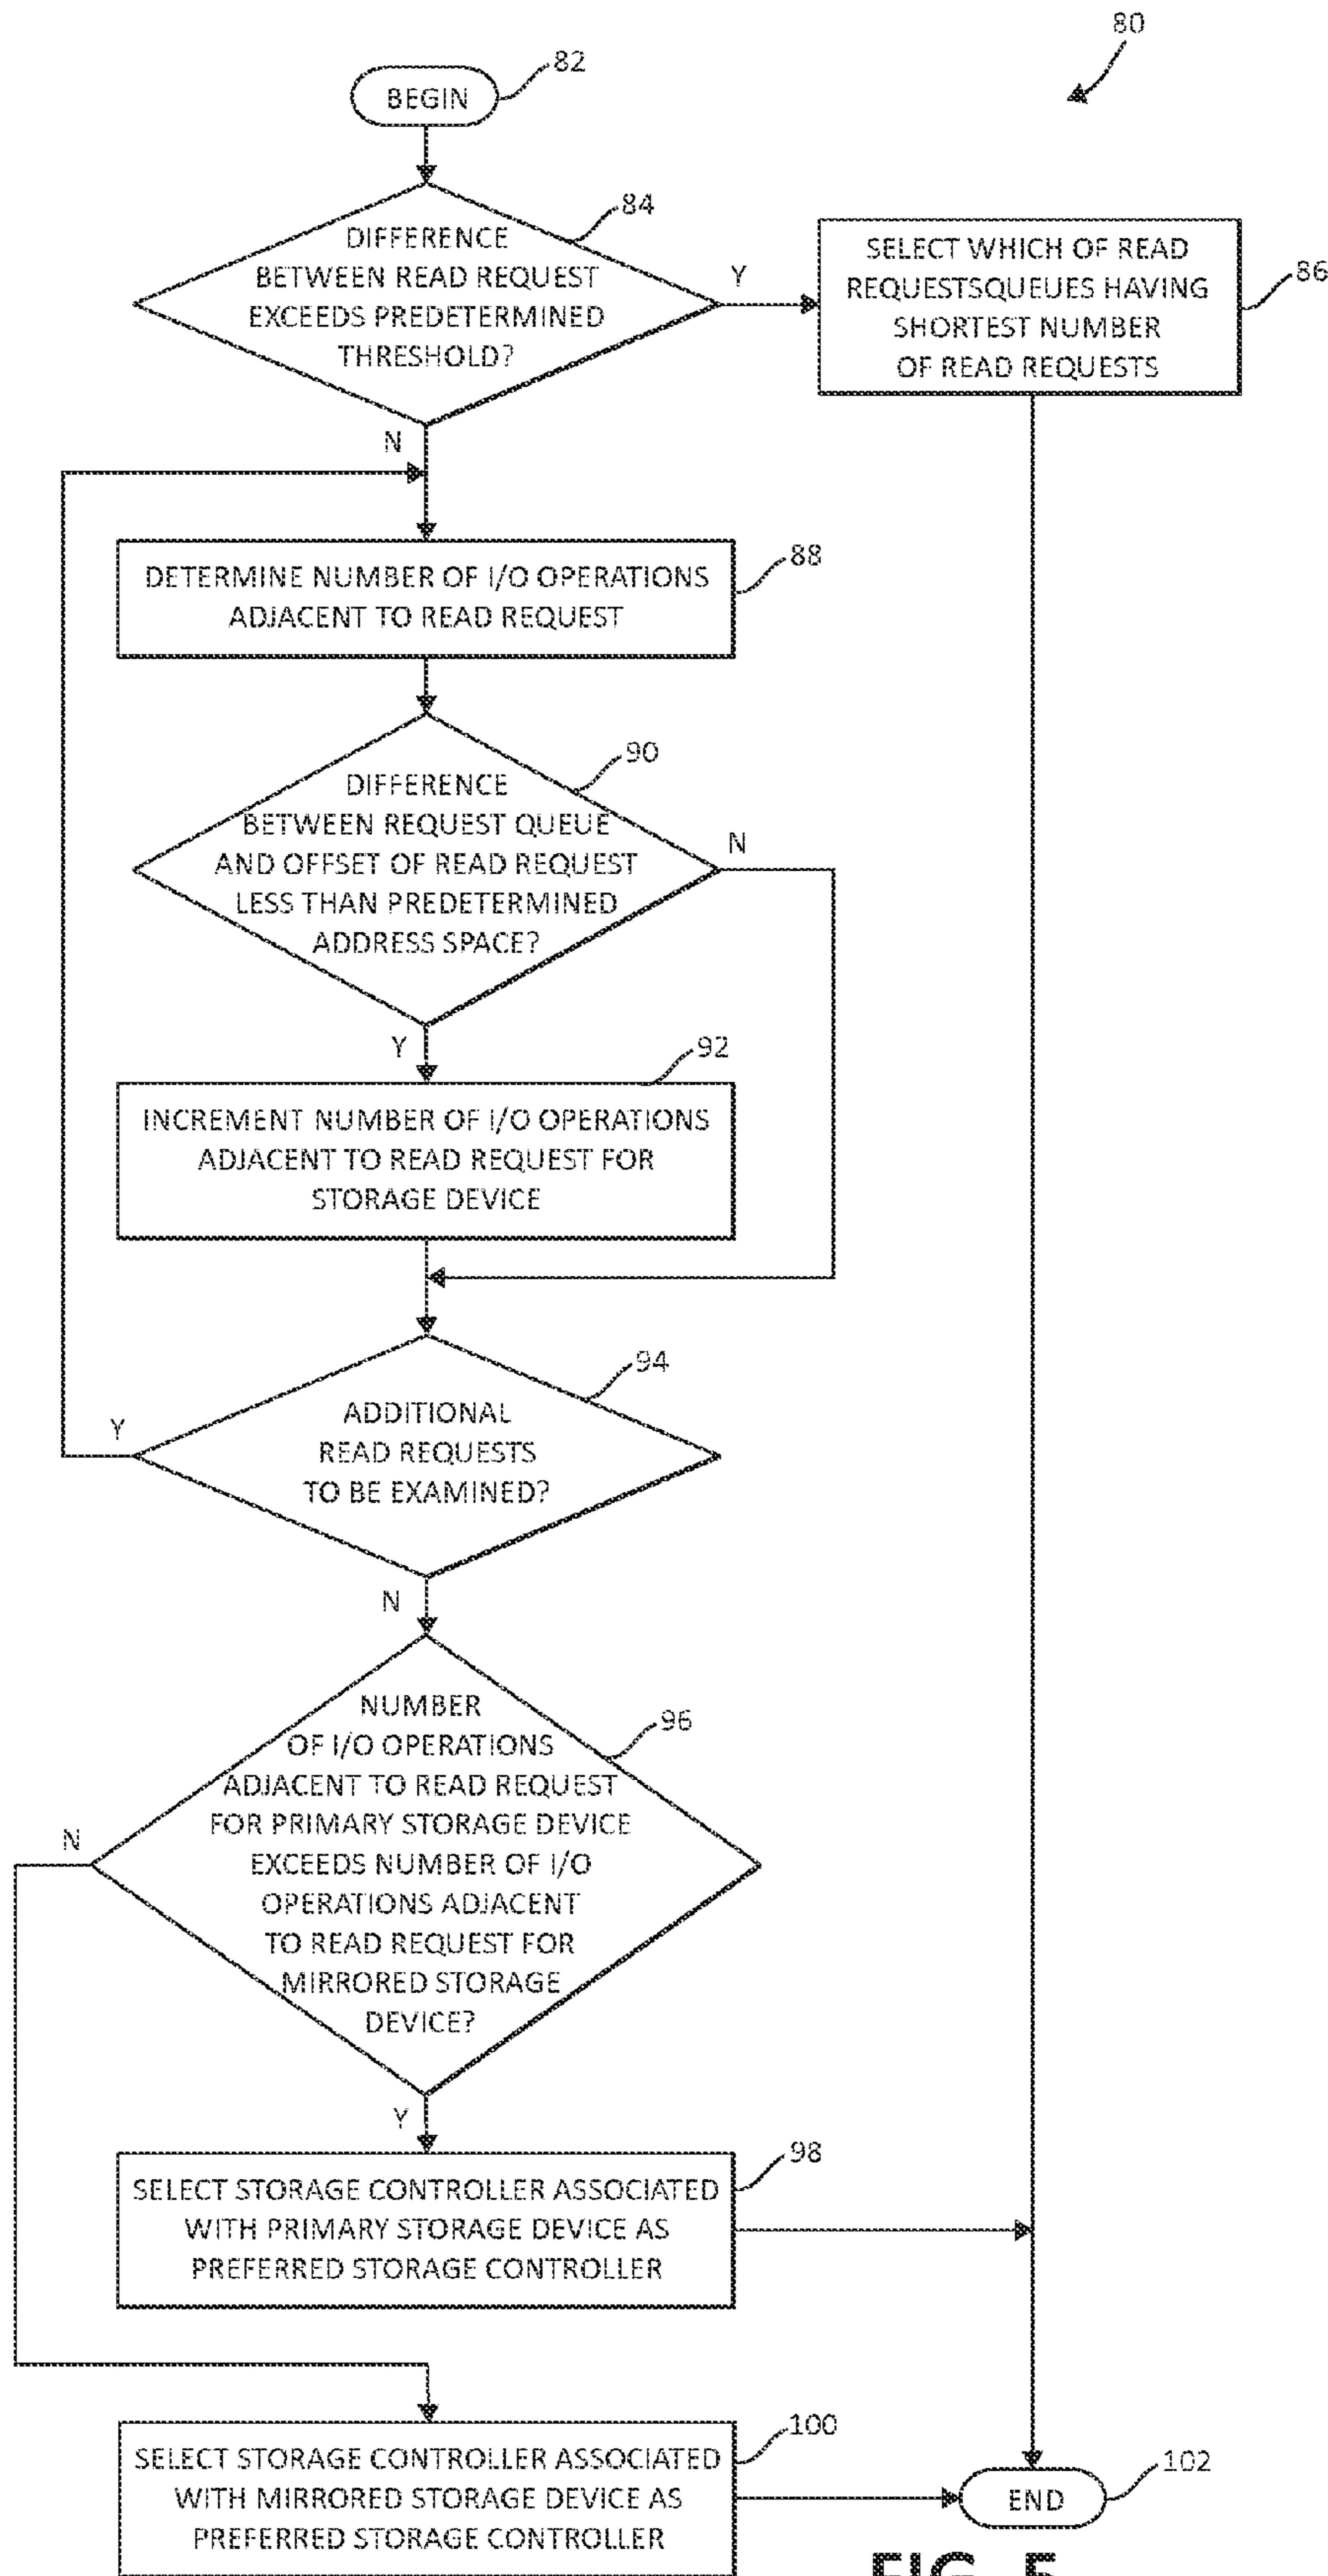 80
82
BEGIN
84
DIFFERENCE
BETWEEN READ REQUEST
EXCEEDS PREDETERMINED
THRESHOLD?
Y
SELECT WHICH OF READ
REQUESTSQUEUES HAVING
SHORTEST NUMBER
OF READ REQUESTS
86
N
DETERMINE NUMBER OF I/O OPERATIONS
ADJACENT TO READ REQUEST
88
90
DIFFERENCE
BETWEEN REQUEST QUEUE
AND OFFSET OF READ REQUEST
LESS THAN PREDETERMINED
ADDRESS SPACE?
N
Y
92
INCREMENT NUMBER OF I/O OPERATIONS
ADJACENT TO READ REQUEST FOR
STORAGE DEVICE
94
ADDITIONAL
READ REQUESTS
TO BE EXAMINED?
Y
N
96
NUMBER
OF I/O OPERATIONS
ADJACENT TO READ REQUEST
FOR PRIMARY STORAGE DEVICE
EXCEEDS NUMBER OF I/O
OPERATIONS ADJACENT
TO READ REQUEST FOR
MIRRORED STORAGE
DEVICE?
N
Y
98
SELECT STORAGE CONTROLLER ASSOCIATED
WITH PRIMARY STORAGE DEVICE AS
PREFERRED STORAGE CONTROLLER
100
SELECT STORAGE CONTROLLER ASSOCIATED
WITH MIRRORED STORAGE DEVICE AS
PREFERRED STORAGE CONTROLLER
102
END
FIG. 5